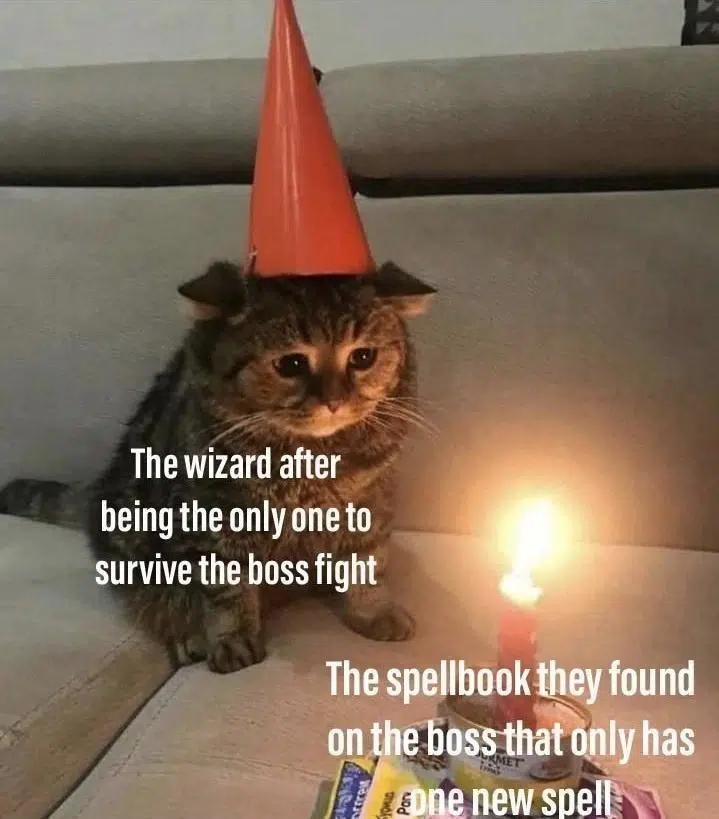 The wizard after
being the only one to
survive the boss fight
The spellbook they found
on the boss that only has
one new spell